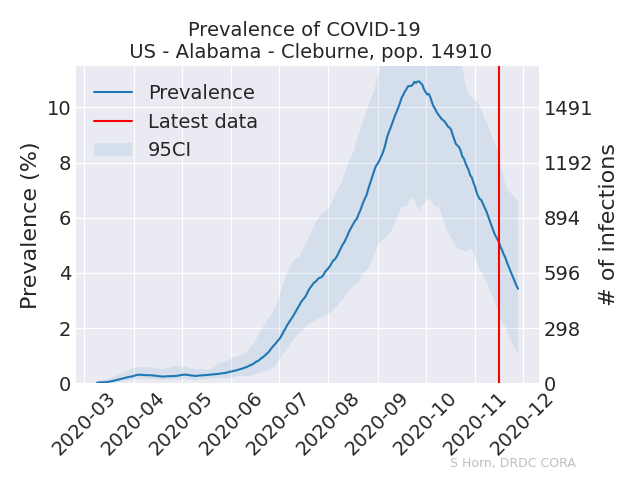 Prevalence of COVID-19
US - Alabama - Cleburne, pop. 14910
Prevalence
Latest data
95CI
Prevalence (%)
10
8
6
4
2
0
1491
1192
894
596
298
0
# of infections
2020-03
2020-04
2020-05
2020-06
2020-07
2020-08
2020-09
2020-10
2020-11
2020-12
S Horn, DRDC CORA